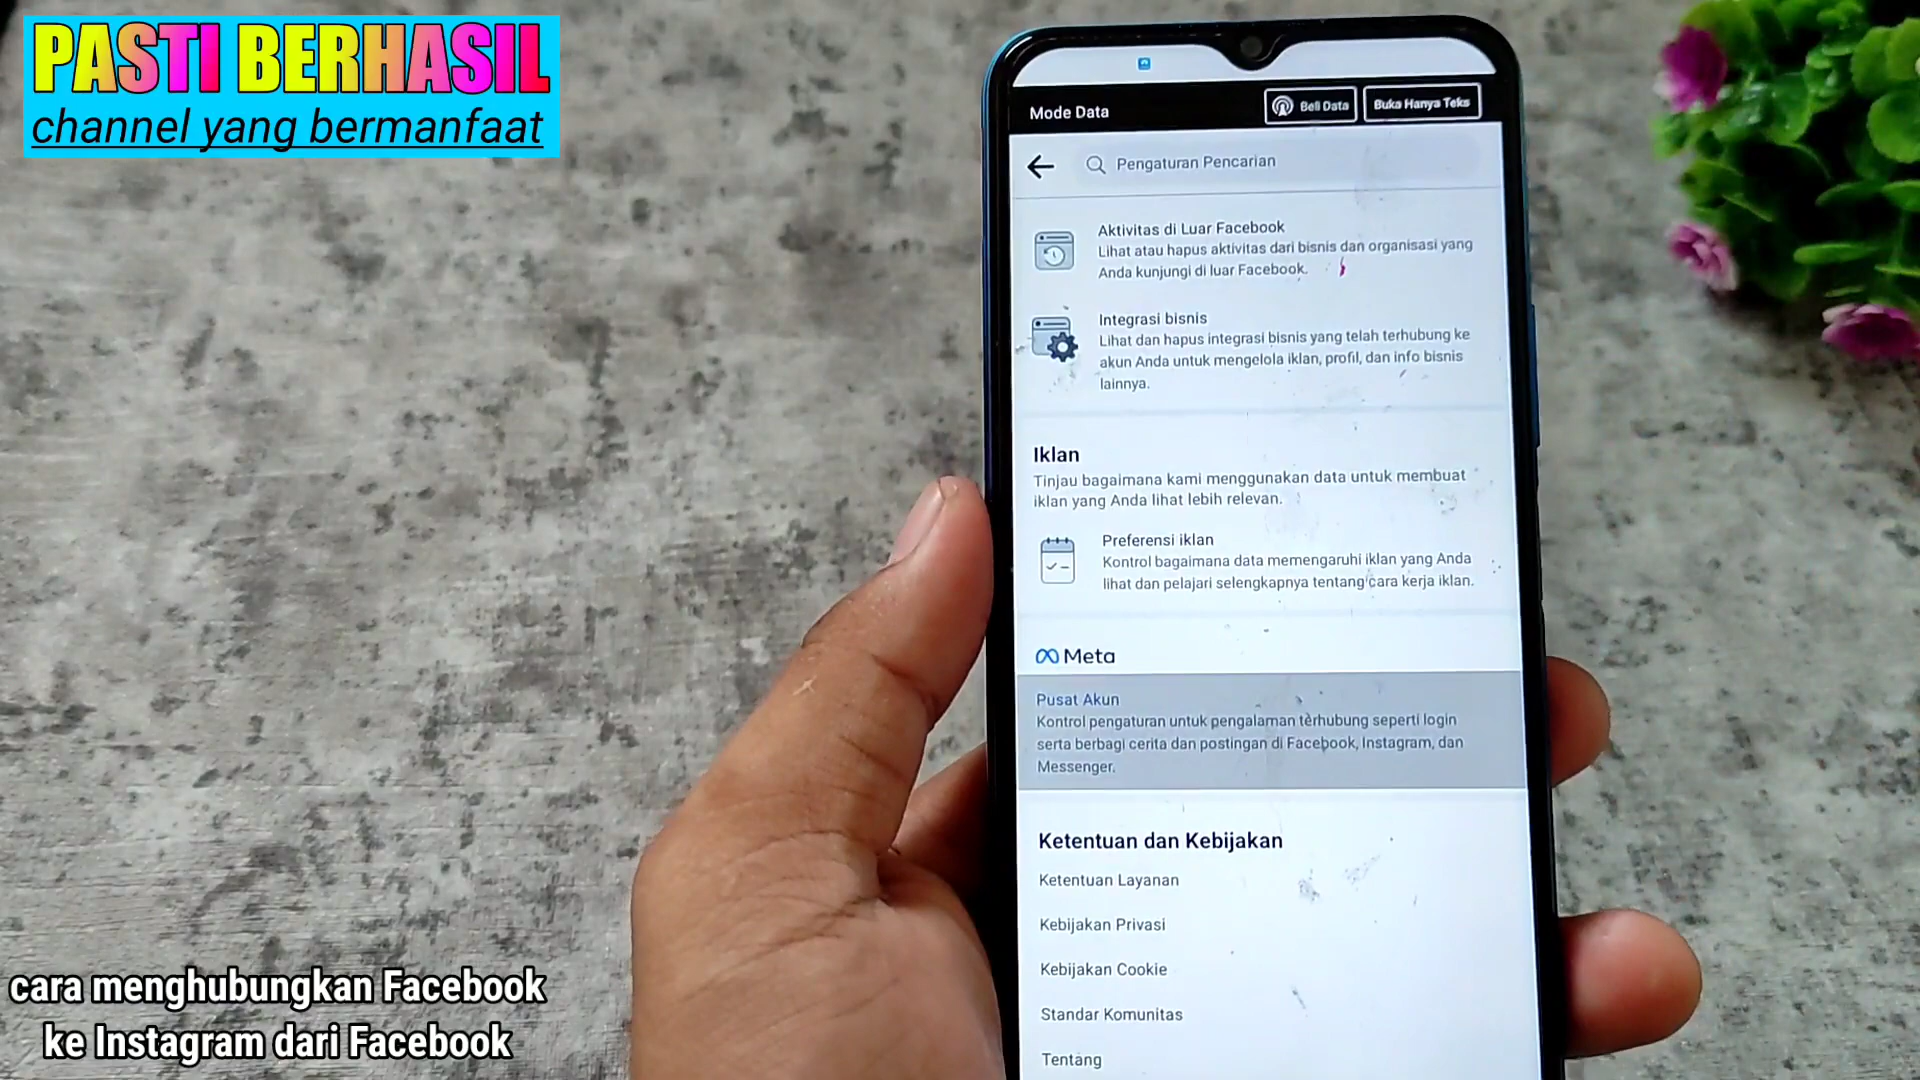 PASTI BERHASIL
channel yang bermanfaat
Mode Data
Beli Data
Buka Hanya Teks
Pengaturan Pencarian
Aktivitas di Luar Facebook
Lihat atau hapus aktivitas dari bisnis dan organisasi yang
Anda kunjungi di luar Facebook.
Integrasi bisnis
Lihat dan hapus integrasi bisnis yang telah terhubung ke
akun Anda untuk mengelola iklan, profil, dan info bisnis
lainnya.
Iklan
Tinjau bagaimana kami menggunakan data untuk membuat
iklan yang Anda lihat lebih relevan.
Preferensi iklan
Kontrol bagaimana data memengaruhi iklan yang Anda
lihat dan pelajari selengkapnya tentang cara kerja iklan.
Meta
Pusat Akun
Kontrol pengaturan untuk pengalaman terhubung seperti login
serta berbagi cerita dan postingan di Facebook, Instagram, dan
Messenger.
Ketentuan dan Kebijakan
Ketentuan Layanan
Kebijakan Privasi
Kebijakan Cookie
Standar Komunitas
Tentang
cara menghubungkan Facebook
ke Instagram dari Facebook